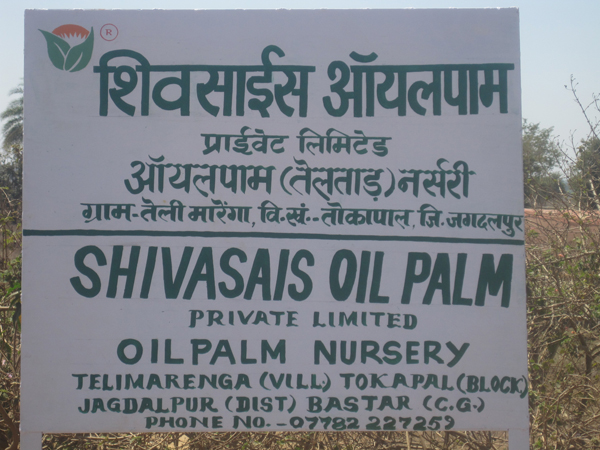 ®
शिवसाईस ऑयलपाम
प्राईवेट लिमिटेड
ऑयलपाम (तेलताड़) नर्सरी
ग्राम-तेली मारेंगा, वि.खं.-तोकापाल, जि.जगदलपुर
SHIVASAIS OIL PALM
PRIVATE LIMITED
OILPALM NURSERY
TELIMARENGA (VILL.) TOKAPAL (BLOCK)
JAGDALPUR (DIST) BASTAR (C.G.)
PHONE NO. -07782 227259